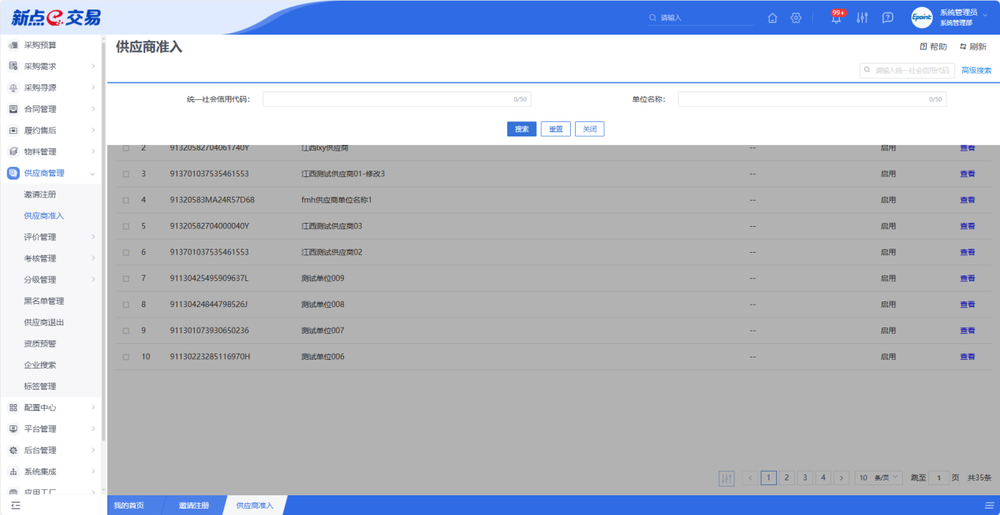 新点e交易
请输入
99+
Epoint
系统管理员
系统管理部
采购预算
采购需求
采购寻源
合同管理
履约售后
物料管理
供应商管理
邀请注册
供应商准入
评价管理
考核管理
分级管理
黑名单管理
供应商退出
资质预警
企业搜索
标签管理
配置中心
平台管理
后台管理
系统集成
应用工厂
供应商准入
帮助 刷新
请输入统一社会信用代码 高级搜索
统一社会信用代码: 0/50 单位名称: 0/50
搜索 重置 关闭
2 91320582704061740Y 江西lxy供应商 -- 启用 查看
3 913701037535461553 江西测试供应商01-修改3 -- 启用 查看
4 91320583MA24R57D68 fmh供应商单位名称1 -- 启用 查看
5 91320582704000040Y 江西测试供应商03 -- 启用 查看
6 913701037535461553 江西测试供应商02 -- 启用 查看
7 91130425495909637L 测试单位009 -- 启用 查看
8 91130424844798526J 测试单位008 -- 启用 查看
9 911301073930650236 测试单位007 -- 启用 查看
10 91130223285116970H 测试单位006 -- 启用 查看
1 2 3 4 10 条/页 跳至 1 页 共35条
我的首页 邀请注册 供应商准入